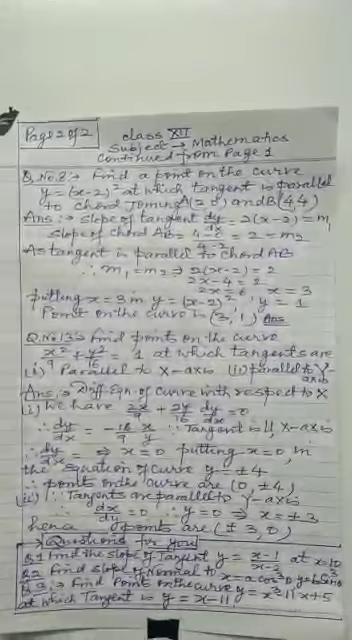 Page 2 of 2
class XII
Subject → Mathematics
Continued from Page 1
Q.No.8:→ Find a point on the curve
y = (x-2)² at which tangent is parallel
to chord Joining A(2,0) and B(4,4)
Ans:→ slope of tangent dy/dx = 2(x-2) = m₁
slope of chord AB = 4-0/4-2 = 2 = m₂
As tangent is parallel to chord AB
∴ m₁ = m₂ ⇒ 2(x-2) = 2
2x-4 = 2
2x = 6, x = 3
putting x = 3 in y = (x-2)², y = 1
Point on the curve is (3,1) Ans
Q.No.13:→ Find points on the curve
x²/9 + y²/16 = 1 at which tangents are
(i) Parallel to X-axis (ii) parallel to Y-axis
Ans:→ Diff Eqn. of curve with respect to X
(i) We have 2x/9 + 2y/16 dy/dx = 0
∴ dy/dx = -16/9 x/y ∵ Tangent is || X-axis
∴ dy/dx = ⇒ x = 0 putting x = 0, in
the equation of curve y = ±4
∴ points on the curve are (0, ±4)
(ii) ∵ Tangents are parallel to Y-axis
∴ dx/dy = 0 ∴ y = 0 ⇒ x = ±3
hence points are (±3, 0)
→ Questions for you
Q.1 Find the slope of Tangent y = x-1/x-2 at x=10
Q.2 Find slope of Normal to x = a cos³θ y =
Q.3:→ Find Point on the curve y = x³-11x+5
at which Tangent is y = x-11